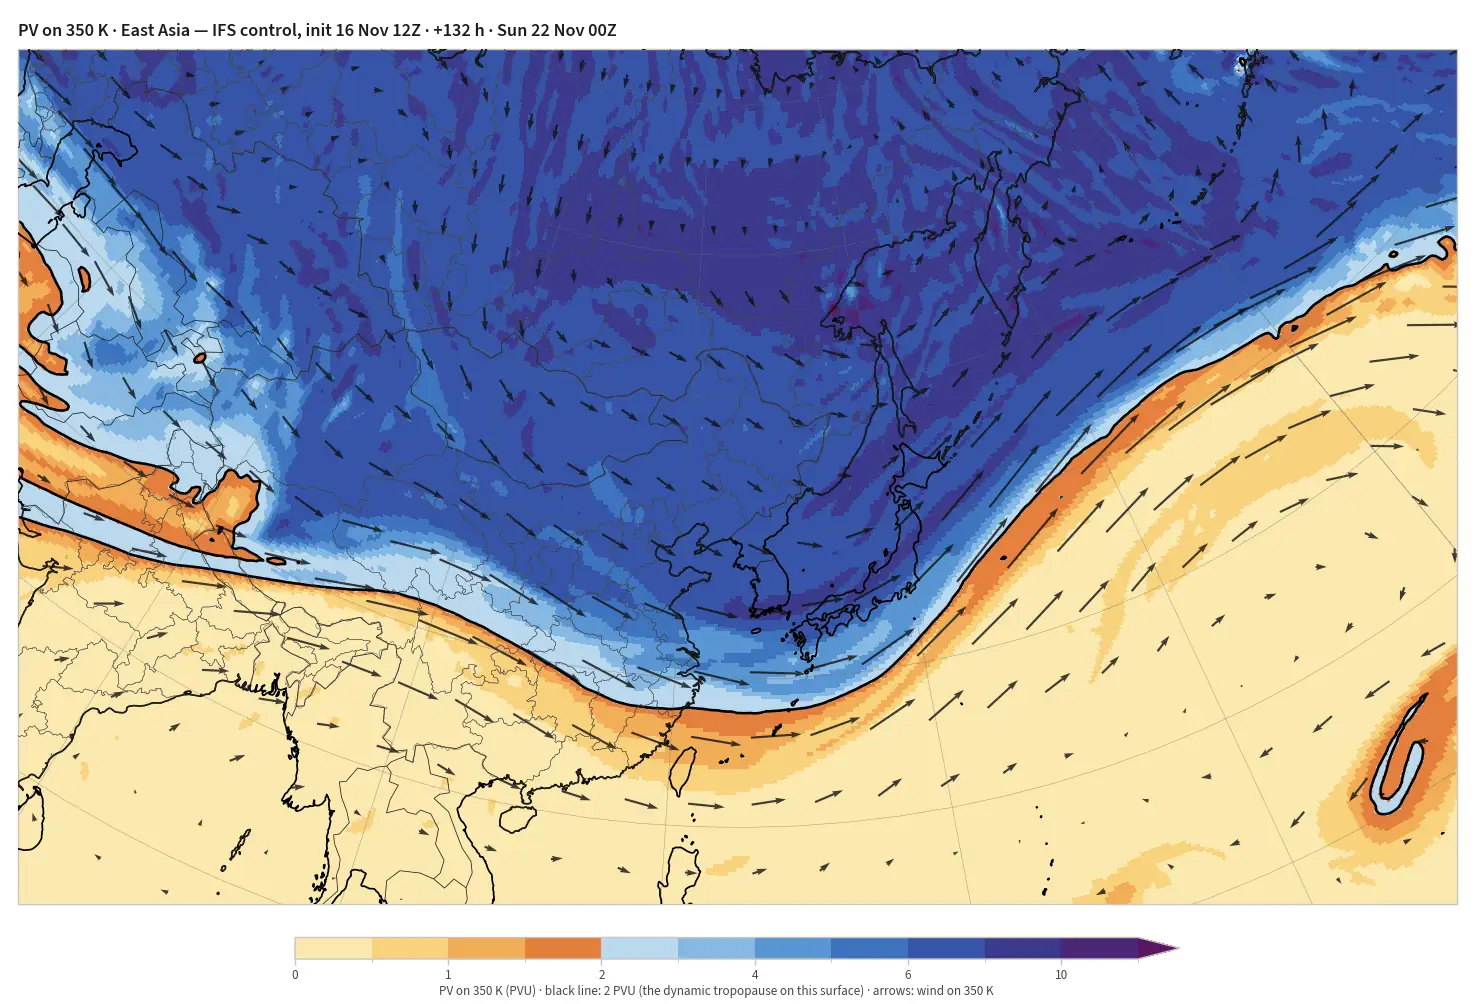 PV on 350 K · East Asia — IFS control, init 16 Nov 12Z · +132 h · Sun 22 Nov 00Z
0 1 2 4 6 10
PV on 350 K (PVU) · black line: 2 PVU (the dynamic tropopause on this surface) · arrows: wind on 350 K